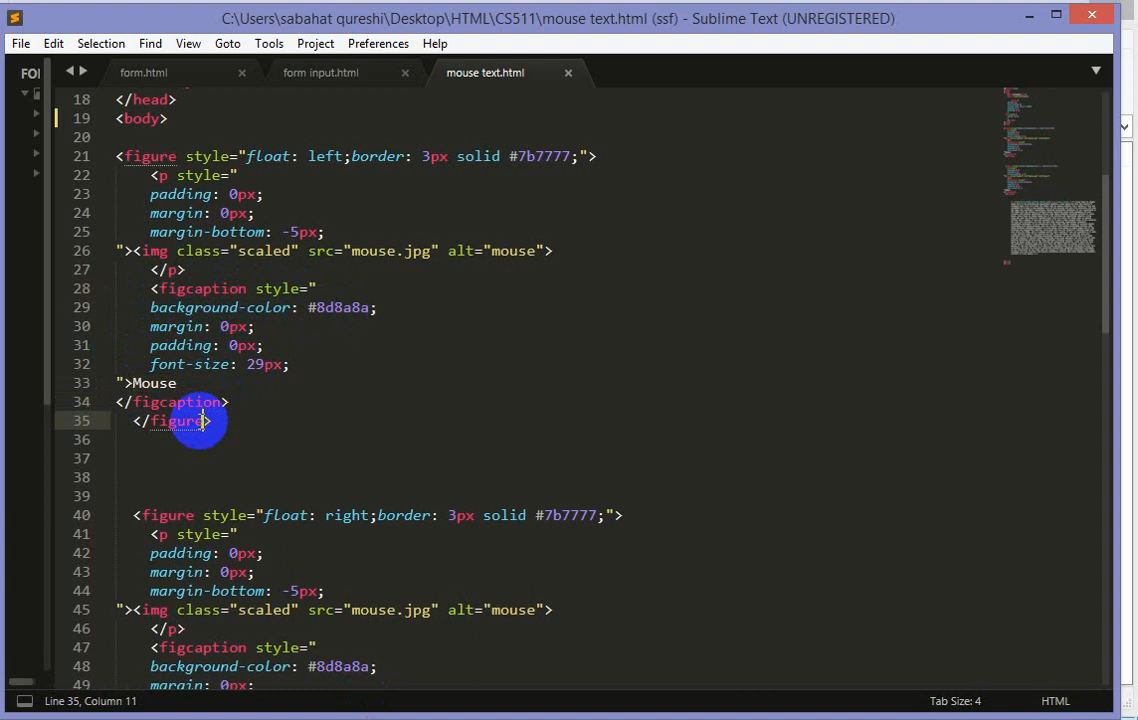 C:\Users\sabahat qureshi\Desktop\HTML\CS511\mouse text.html (ssf) - Sublime Text (UNREGISTERED)
File Edit Selection Find View Goto Tools Project Preferences Help
form.html form input.html mouse text.html
18 </head>
19 <body>
20
21 <figure style="float: left;border: 3px solid #7b7777;">
22 <p style="
23 padding: 0px;
24 margin: 0px;
25 margin-bottom: -5px;
26 "><img class="scaled" src="mouse.jpg" alt="mouse">
27 </p>
28 <figcaption style="
29 background-color: #8d8a8a;
30 margin: 0px;
31 padding: 0px;
32 font-size: 29px;
33 ">Mouse
34 </figcaption>
35 </figure>
36
37
38
39
40 <figure style="float: right;border: 3px solid #7b7777;">
41 <p style="
42 padding: 0px;
43 margin: 0px;
44 margin-bottom: -5px;
45 "><img class="scaled" src="mouse.jpg" alt="mouse">
46 </p>
47 <figcaption style="
48 background-color: #8d8a8a;
49 margin: 0px;
Line 35, Column 11 Tab Size: 4 HTML